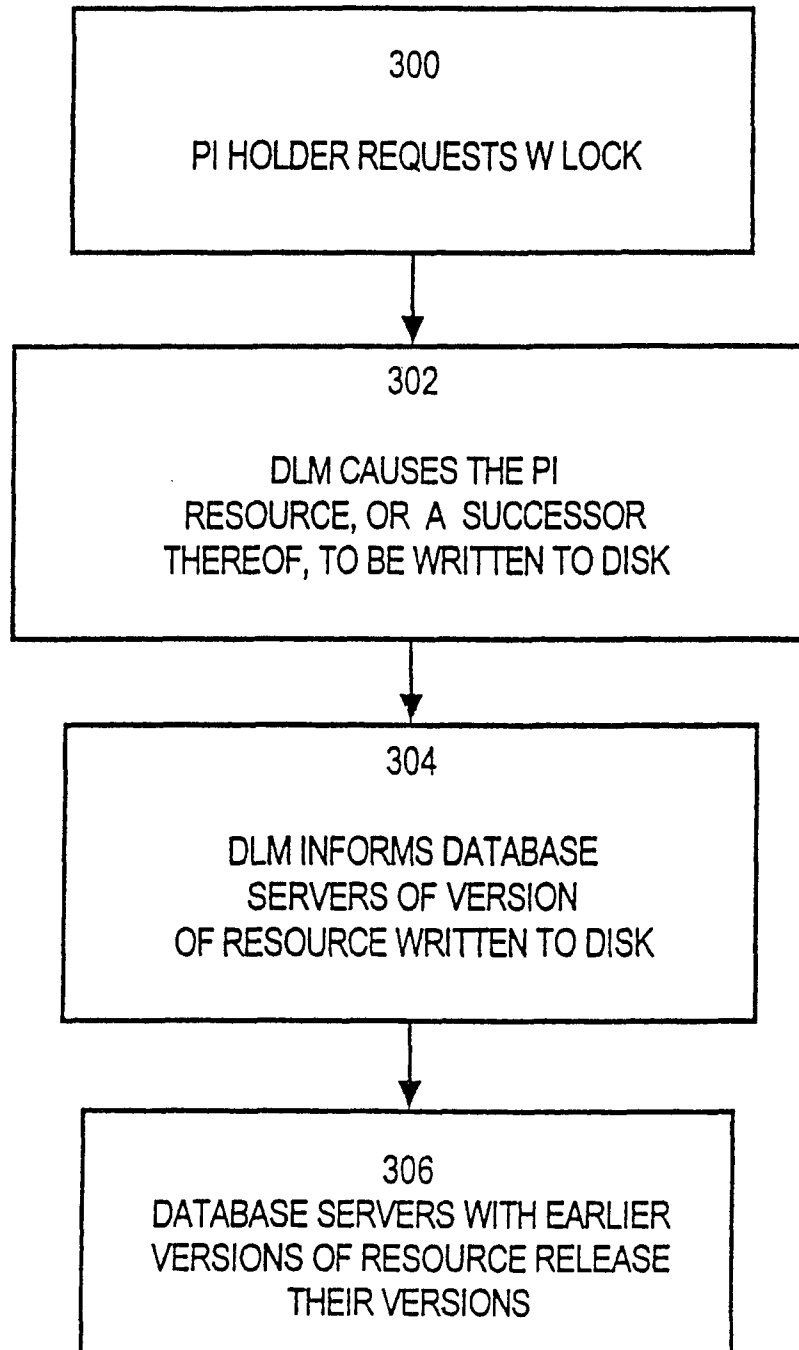 300
PI HOLDER REQUESTS W LOCK
302
DLM CAUSES THE PI
RESOURCE, OR A SUCCESSOR
THEREOF, TO BE WRITTEN TO DISK
304
DLM INFORMS DATABASE
SERVERS OF VERSION
OF RESOURCE WRITTEN TO DISK
306
DATABASE SERVERS WITH EARLIER
VERSIONS OF RESOURCE RELEASE
THEIR VERSIONS